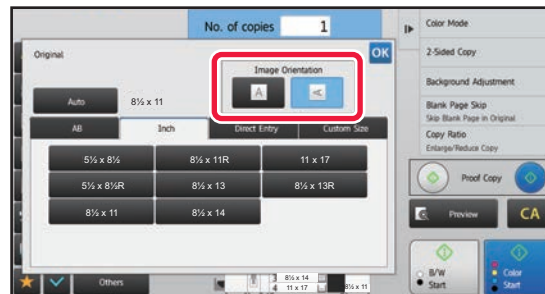 No. of copies 1
Original
OK
Image Orientation
A A
Auto 8½ x 11
AB Inch Direct Entry Custom Size
5½ x 8½ 8½ x 11R 11 x 17
5½ x 8½R 8½ x 13 8½ x 13R
8½ x 11 8½ x 14
Color Mode
2-Sided Copy
Background Adjustment
Blank Page Skip
Skip Blank Page in Original
Copy Ratio
Enlarge/Reduce Copy
Proof Copy
Preview CA
B/W Start
Color Start
Others
3 8½ x 14
4 11 x 17
8½ x 11